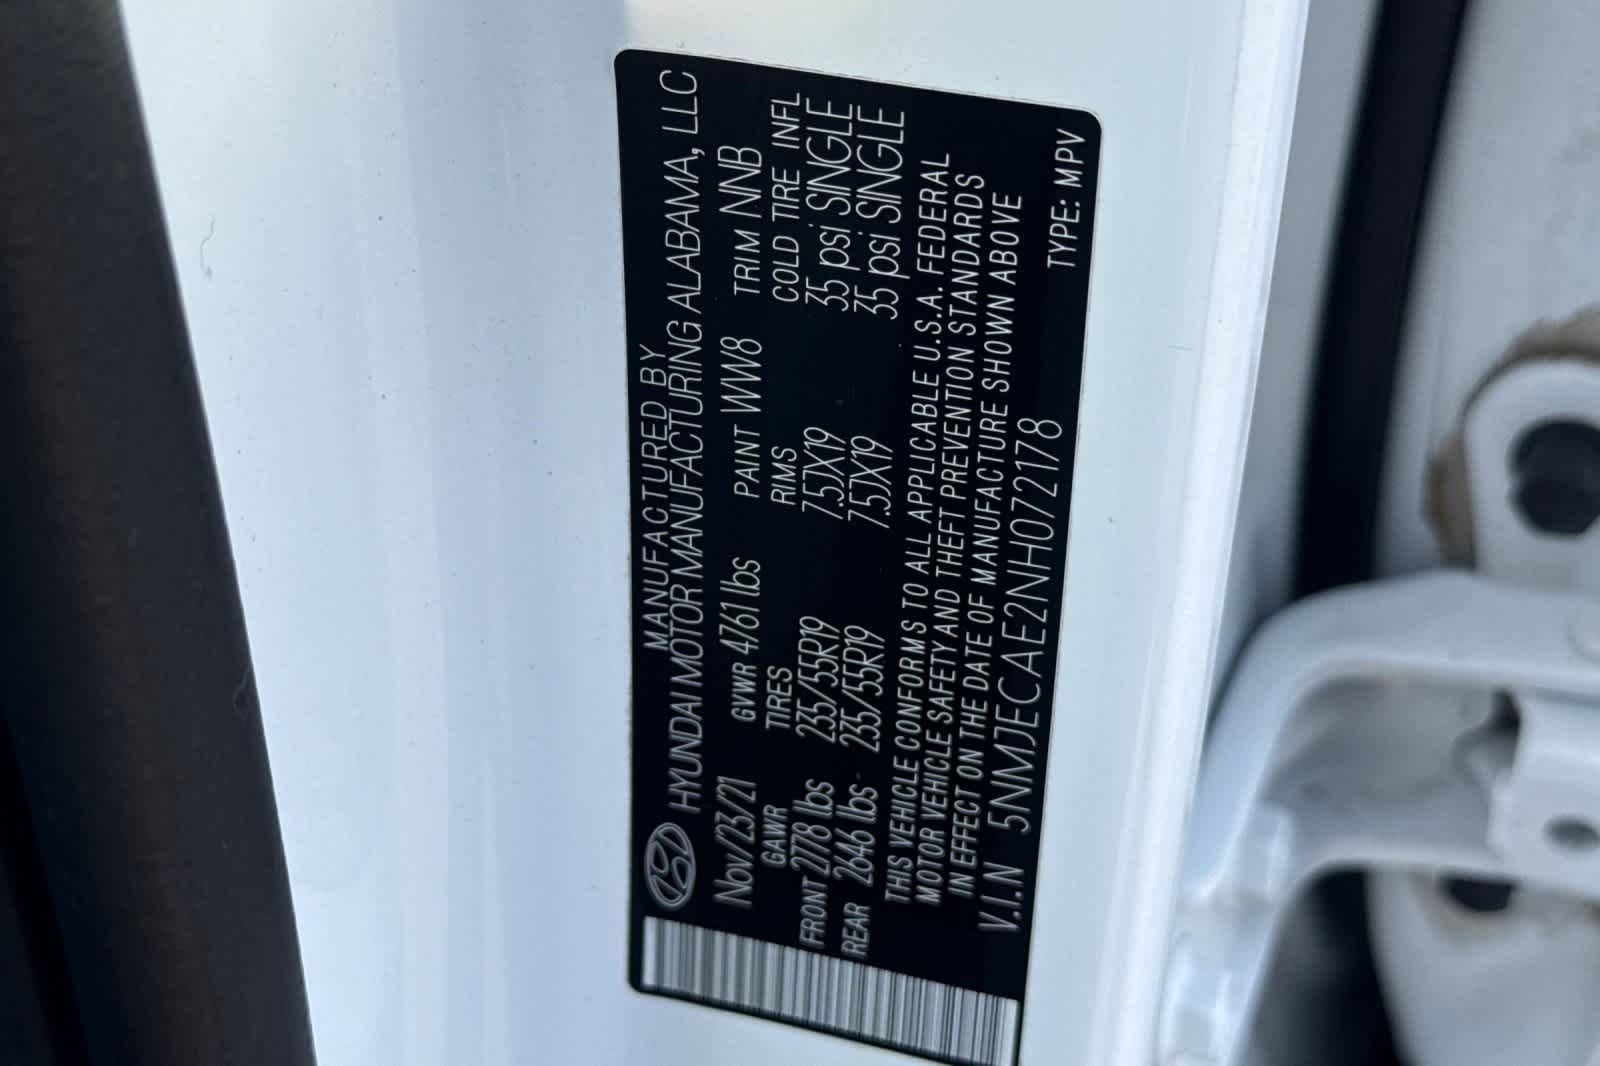 MANUFACTURED BY
HYUNDAI MOTOR MANUFACTURING ALABAMA, LLC
Nov/23/21 GVWR 4761 lbs PAINT WW8 TRIM NNB
GAWR TIRES RIMS COLD TIRE INFL
FRONT 2778 lbs 235/55R19 7.5JX19 35 psi SINGLE
REAR 2646 lbs 235/55R19 7.5JX19 35 psi SINGLE
THIS VEHICLE CONFORMS TO ALL APPLICABLE U.S.A. FEDERAL
MOTOR VEHICLE SAFETY AND THEFT PREVENTION STANDARDS
IN EFFECT ON THE DATE OF MANUFACTURE SHOWN ABOVE
V.I.N 5NMJECAE2NH072178 TYPE: MPV